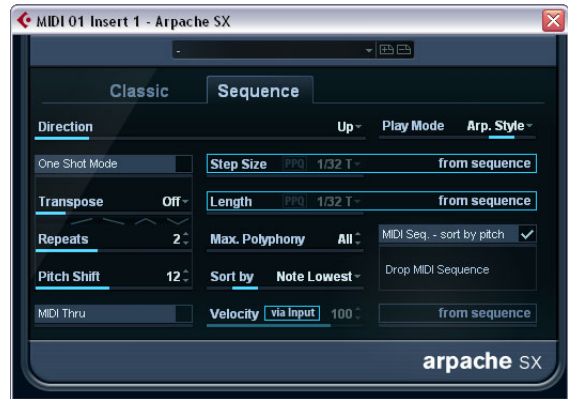 MIDI 01 Insert 1 - Arpache SX
-
Classic Sequence
Direction Up Play Mode Arp. Style
One Shot Mode Step Size PPQ 1/32 T from sequence
Transpose Off Length PPQ 1/32 T from sequence
Repeats 2 Max. Polyphony All MIDI Seq. - sort by pitch
Pitch Shift 12 Sort by Note Lowest Drop MIDI Sequence
MIDI Thru Velocity via Input 100 from sequence
arpache SX